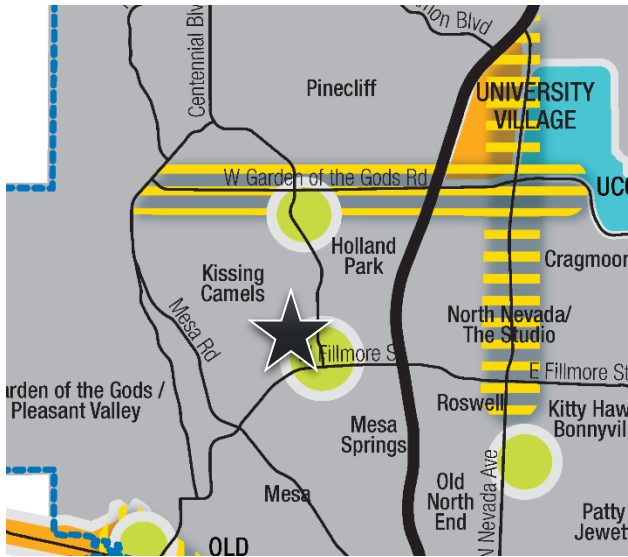 Centennial Blvd
Blvd
Pinecliff
UNIVERSITY
VILLAGE
W Garden of the Gods Rd
Holland
Park
Cragmoor
Kissing
Camels
Mesa Rd
North Nevada/
The Studio
Fillmore
E Fillmore St
arden of the Gods /
Pleasant Valley
Roswell
Kitty Haw
Bonnyvil
Mesa
Springs
Mesa
Old
North
End
N Nevada Ave
Patty
Jewet
OLD